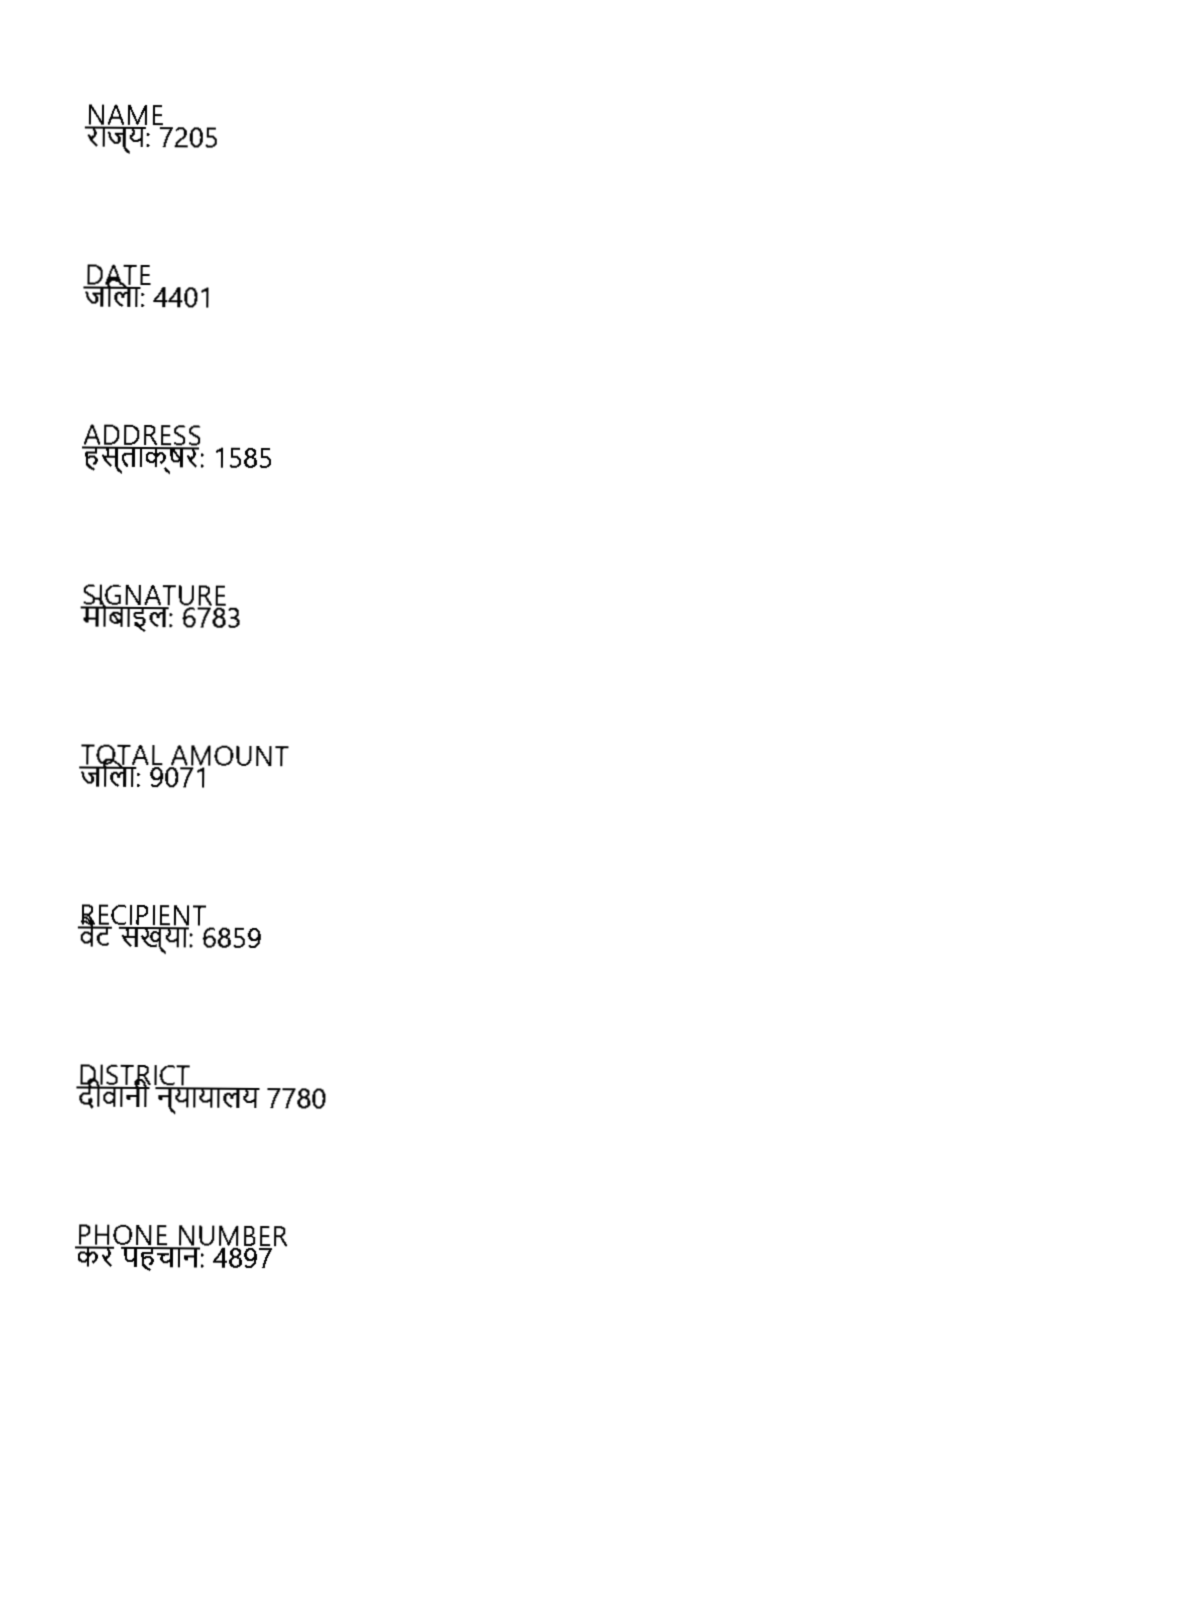 NAME
राज्य: 7205
DATE
जिला: 4401
ADDRESS
हस्ताक्षर: 1585
SIGNATURE
मोबाइल: 6783
TOTAL AMOUNT
जिला: 9071
RECIPIENT
वैट संख्या: 6859
DISTRICT
दीवानी न्यायालय 7780
PHONE NUMBER
कर पहचान: 4897